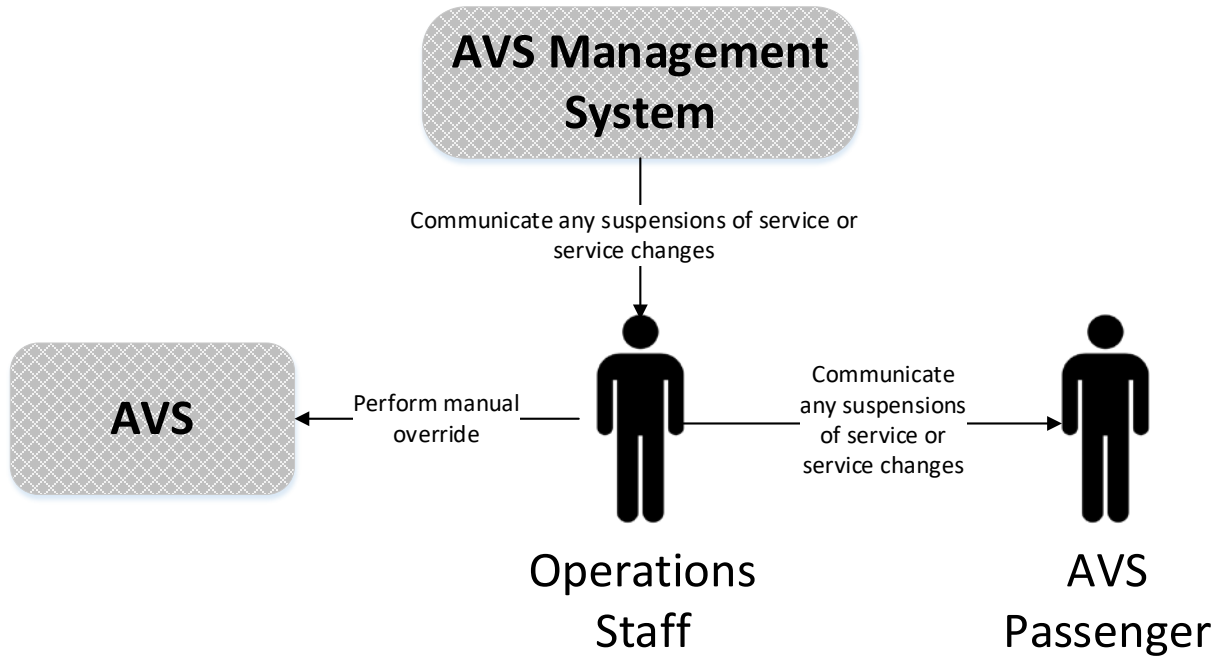 AVS Management
System
Communicate any suspensions of service or
service changes
AVS
Perform manual
override
Communicate
any suspensions
of service or
service changes
Operations
Staff
AVS
Passenger